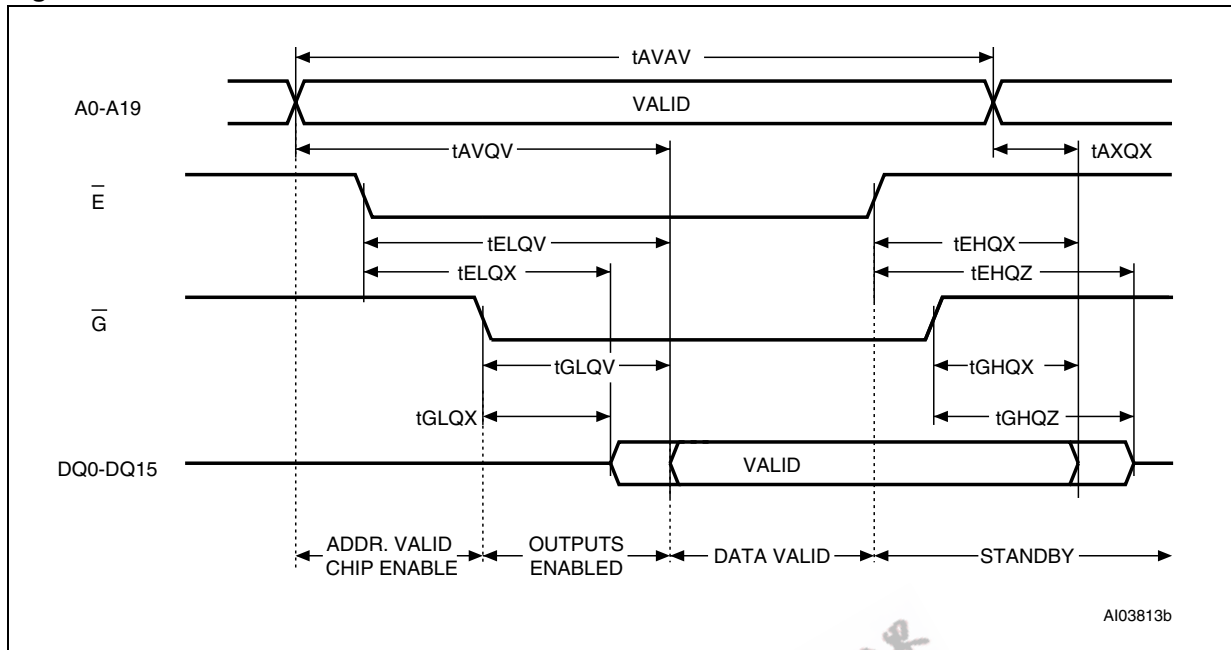 tAVAV
A0-A19
VALID
tAVQV
tAXQX
E
tELQV
tEHQX
tELQX
tEHQZ
G
tGLQV
tGHQX
tGLQX
tGHQZ
DQ0-DQ15
VALID
ADDR. VALID
CHIP ENABLE
OUTPUTS
ENABLED
DATA VALID
STANDBY
AI03813b